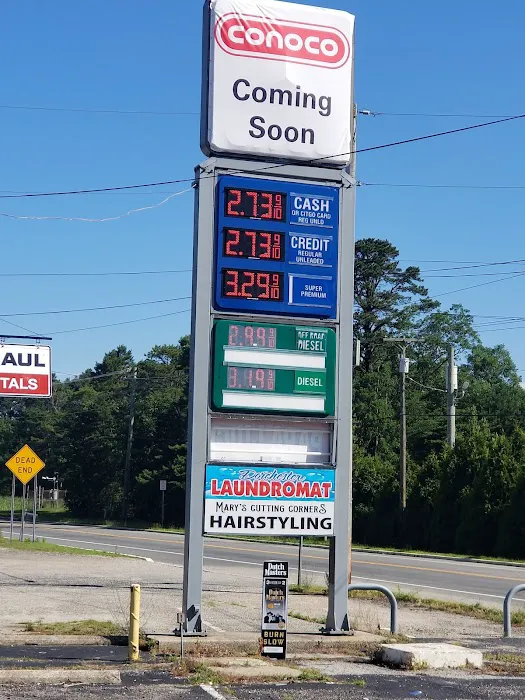 CONOCO
Coming
Soon
2.73 9/10
CASH
OR CITGO CARD
REG UNLD
2.73 9/10
CREDIT
REGULAR
UNLEADED
3.29 9/10
SUPER
PREMIUM
2.99 9/10
OFF ROAD
DIESEL
3.19 9/10
DIESEL
AUL
TALS
DEAD
END
Dorchester
LAUNDROMAT
MARY'S CUTTING CORNERS
HAIRSTYLING
Dutch
Masters
BURN
SLOW